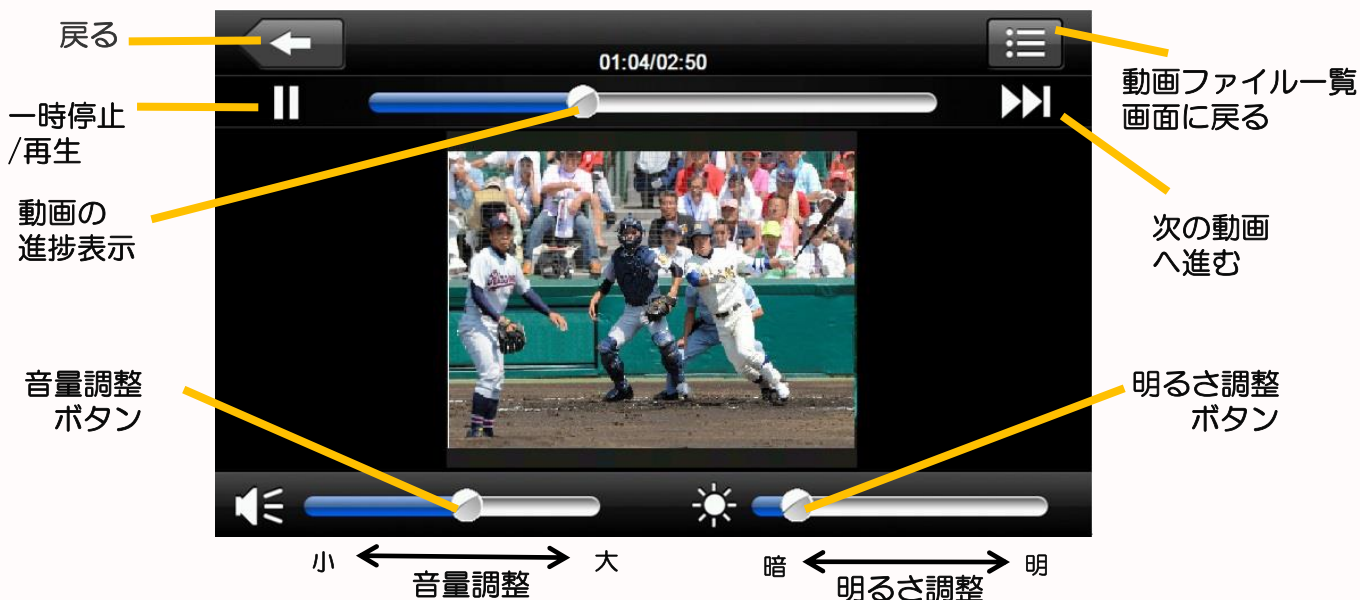 戻る
01:04/02:50
動画ファイル一覧
画面に戻る
一時停止
/再生
動画の
進捗表示
次の動画
へ進む
音量調整
ボタン
明るさ調整
ボタン
小
大
音量調整
暗
明
明るさ調整